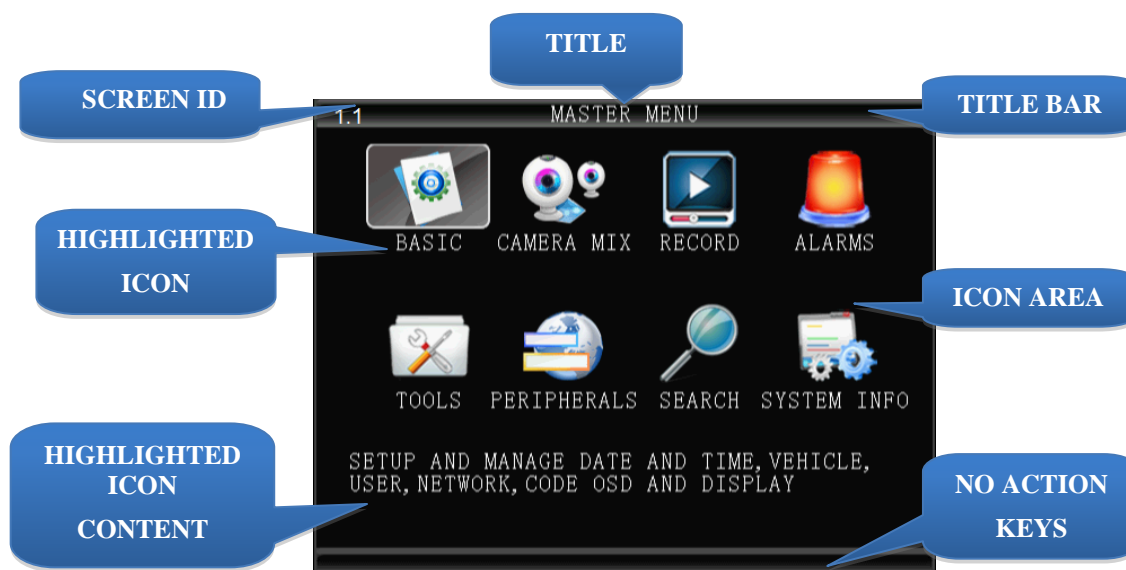 TITLE
SCREEN ID
TITLE BAR
1.1
MASTER MENU
HIGHLIGHTED
ICON
BASIC
CAMERA MIX
RECORD
ALARMS
ICON AREA
TOOLS
PERIPHERALS
SEARCH
SYSTEM INFO
HIGHLIGHTED
ICON
CONTENT
SETUP AND MANAGE DATE AND TIME,VEHICLE,
USER,NETWORK,CODE OSD AND DISPLAY
NO ACTION
KEYS